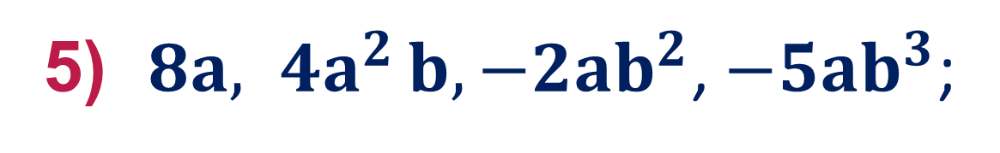 5) 8a, 4a² b, −2ab², −5ab³;